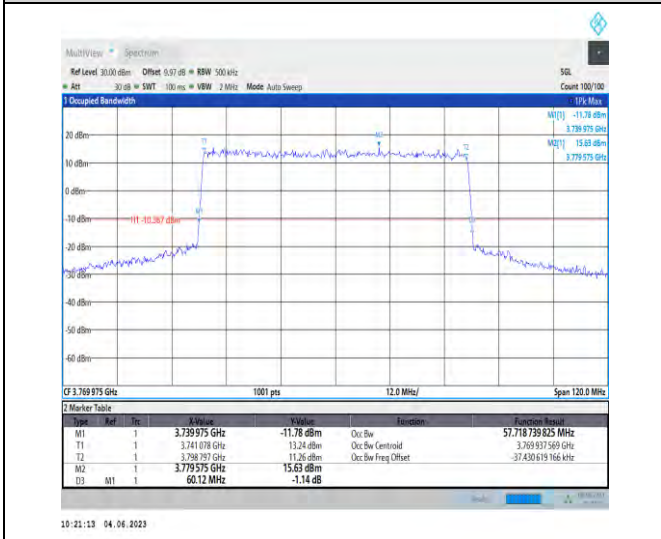 MultiView Spectrum
Ref Level 30.00 dBm Offset 9.97 dB RBW 500 kHz SGL
Att 30 dB SWT 100 ms VBW 2 MHz Mode Auto Sweep Count 100/100
1 Occupied Bandwidth 1Pk Max
M1[1] -11.78 dBm
3.739 975 GHz
M2[1] 15.63 dBm
3.779 575 GHz
20 dBm
10 dBm
0 dBm
-10 dBm
H1 -10.367 dBm
-20 dBm
-30 dBm
-40 dBm
-50 dBm
-60 dBm
T1
M2
T2
M1
CF 3.769 975 GHz 1001 pts 12.0 MHz/ Span 120.0 MHz
2 Marker Table
Type Ref Trc X-Value Y-Value Function Function Result
M1 1 3.739 975 GHz -11.78 dBm Occ Bw 57.718 739 825 MHz
T1 1 3.741 078 GHz 13.24 dBm Occ Bw Centroid 3.769 937 569 GHz
T2 1 3.798 797 GHz 11.26 dBm Occ Bw Freq Offset -37.430 619 166 kHz
M2 1 3.779 575 GHz 15.63 dBm
D3 M1 1 60.12 MHz -1.14 dB
10:21:13 04.06.2023